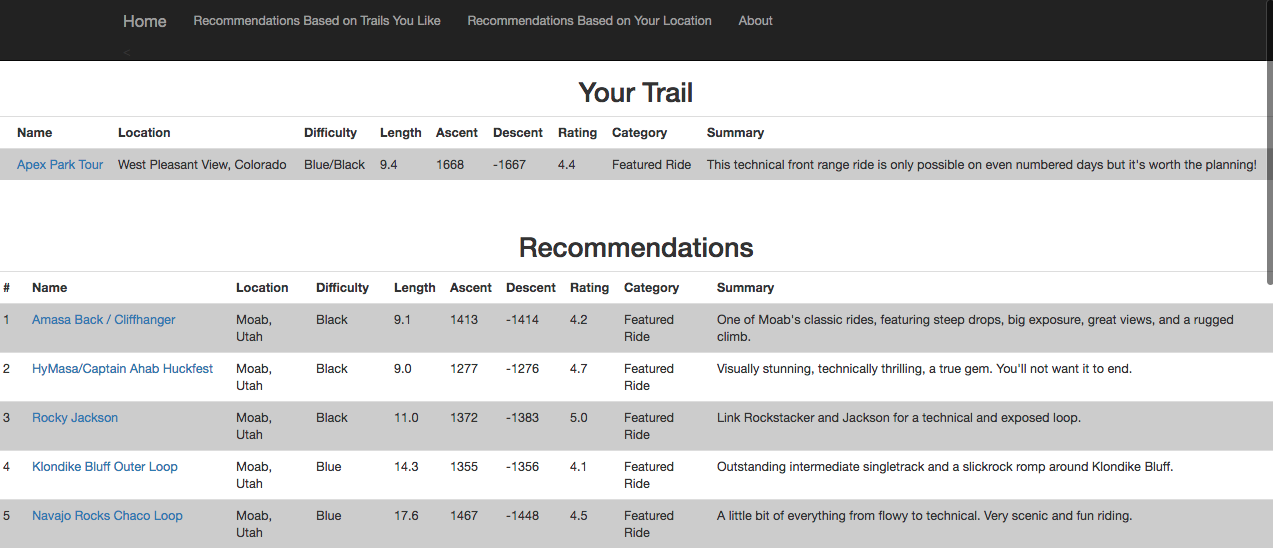 Home Recommendations Based on Trails You Like Recommendations Based on Your Location About
<
Your Trail
Name Location Difficulty Length Ascent Descent Rating Category Summary
Apex Park Tour West Pleasant View, Colorado Blue/Black 9.4 1668 -1667 4.4 Featured Ride This technical front range ride is only possible on even numbered days but it's worth the planning!
Recommendations
# Name Location Difficulty Length Ascent Descent Rating Category Summary
1 Amasa Back / Cliffhanger Moab, Black 9.1 1413 -1414 4.2 Featured One of Moab's classic rides, featuring steep drops, big exposure, great views, and a rugged
Utah Ride climb.
2 HyMasa/Captain Ahab Huckfest Moab, Black 9.0 1277 -1276 4.7 Featured Visually stunning, technically thrilling, a true gem. You'll not want it to end.
Utah Ride
3 Rocky Jackson Moab, Black 11.0 1372 -1383 5.0 Featured Link Rockstacker and Jackson for a technical and exposed loop.
Utah Ride
4 Klondike Bluff Outer Loop Moab, Blue 14.3 1355 -1356 4.1 Featured Outstanding intermediate singletrack and a slickrock romp around Klondike Bluff.
Utah Ride
5 Navajo Rocks Chaco Loop Moab, Blue 17.6 1467 -1448 4.5 Featured A little bit of everything from flowy to technical. Very scenic and fun riding.
Utah Ride